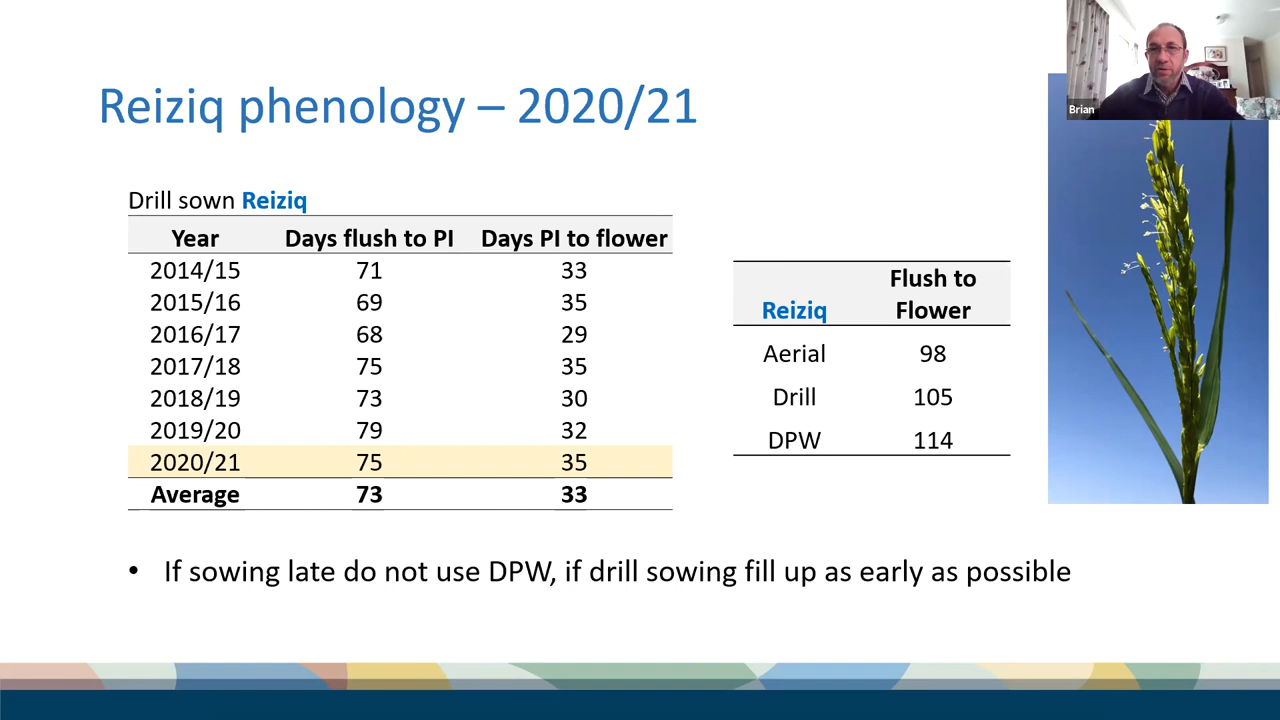 Reiziq phenology – 2020/21
Brian
Drill sown Reiziq
Year Days flush to PI Days PI to flower
2014/15 71 33
2015/16 69 35
2016/17 68 29
2017/18 75 35
2018/19 73 30
2019/20 79 32
2020/21 75 35
Average 73 33
Reiziq Flush to Flower
Aerial 98
Drill 105
DPW 114
• If sowing late do not use DPW, if drill sowing fill up as early as possible